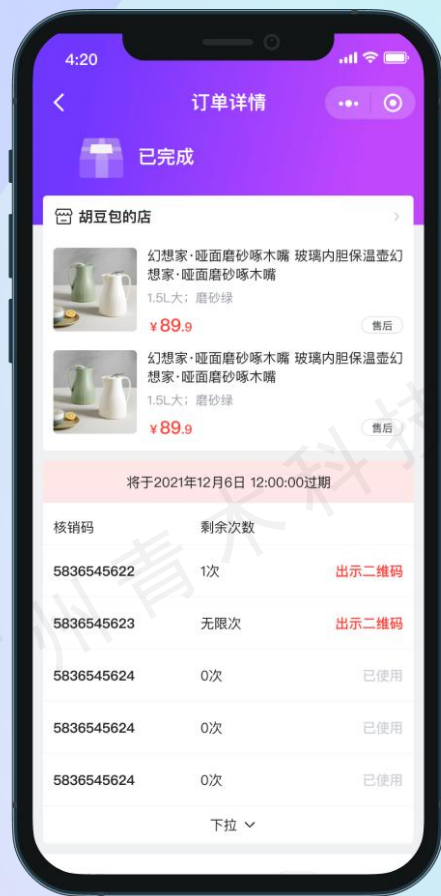 4:20
订单详情
已完成
胡豆包的店
幻想家·哑面磨砂啄木嘴 玻璃内胆保温壶幻
想家·哑面磨砂啄木嘴
1.5L大；磨砂绿
¥89.9
售后
幻想家·哑面磨砂啄木嘴 玻璃内胆保温壶幻
想家·哑面磨砂啄木嘴
1.5L大；磨砂绿
¥89.9
售后
将于2021年12月6日 12:00:00过期
核销码 剩余次数
5836545622 1次 出示二维码
5836545623 无限次 出示二维码
5836545624 0次 已使用
5836545624 0次 已使用
5836545624 0次 已使用
下拉
州青木科技